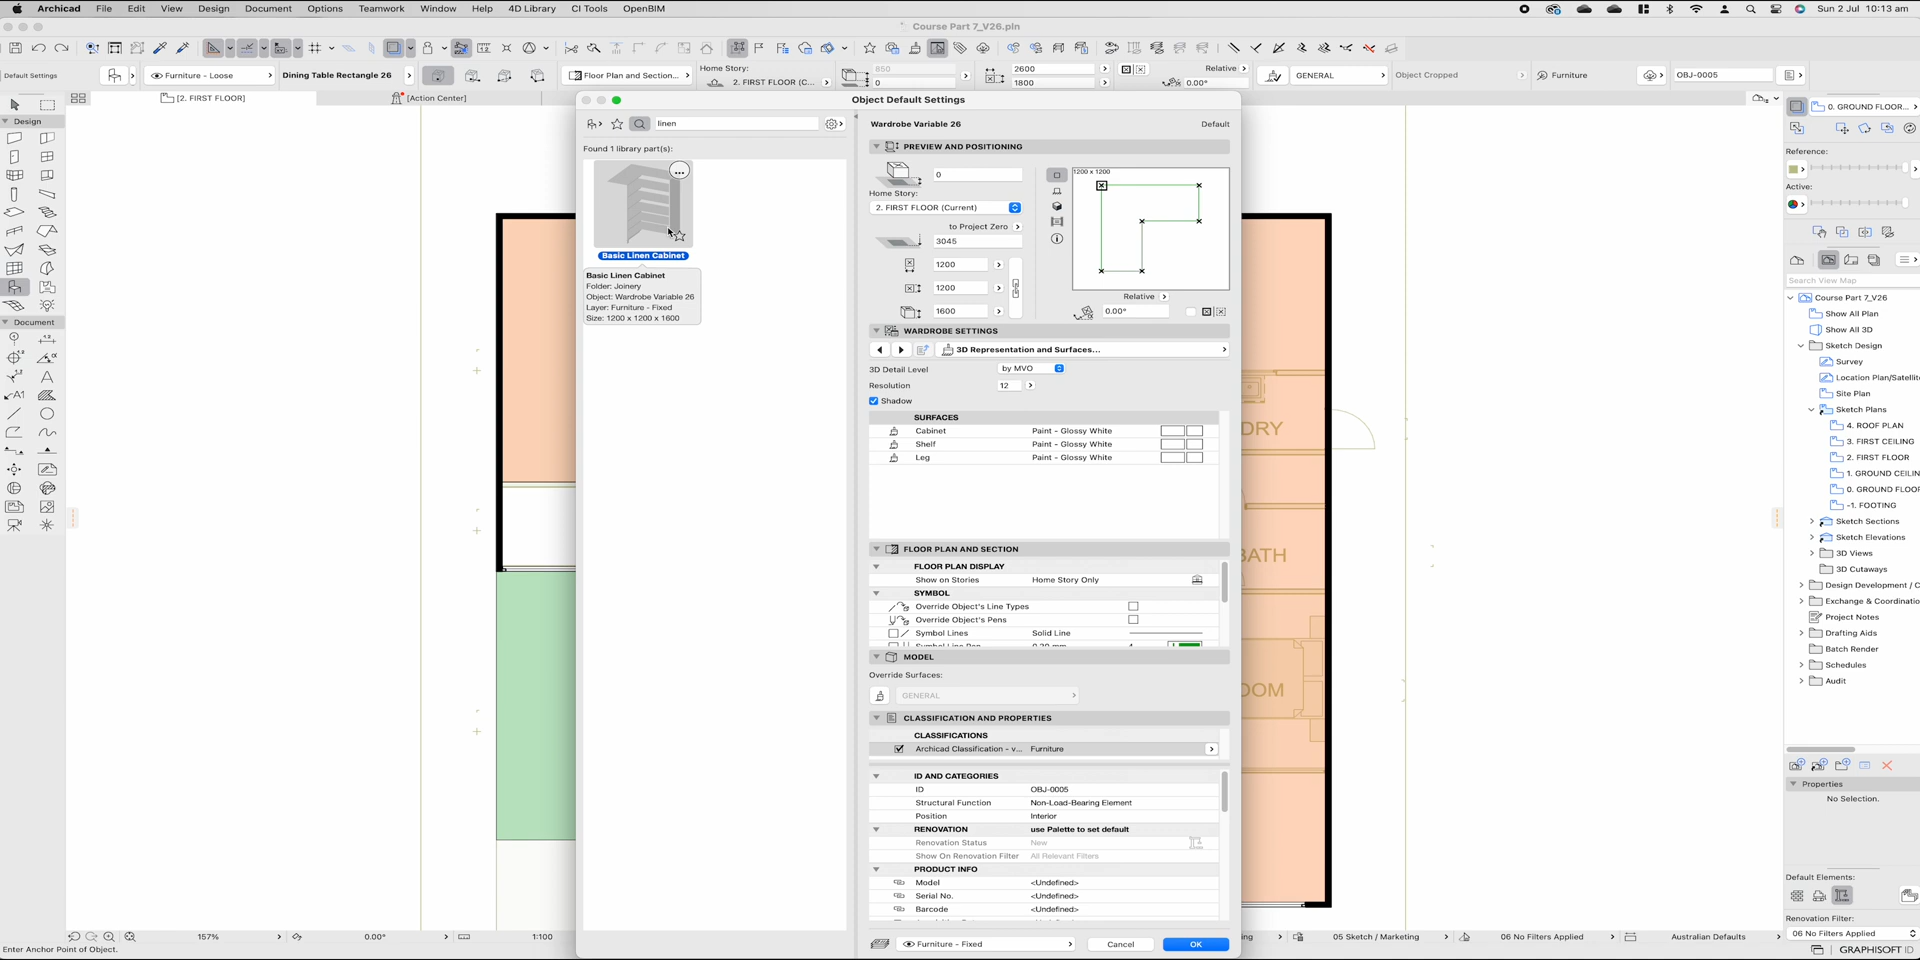 Archicad File Edit View Design Document Options Teamwork Window Help 4D Library CI Tools OpenBIM
Sun 2 Jul 10:13 am
Course Part 7_V26.pln
Default Settings
Furniture - Loose
Dining Table Rectangle 26
Floor Plan and Section...
Home Story:
2. FIRST FLOOR (C...
850
0
2600
1800
Relative
0.00°
GENERAL
Object Cropped
Furniture
OBJ-0005
[2. FIRST FLOOR]
[Action Center]
Design
Document
Object Default Settings
linen
Found 1 library part(s):
Basic Linen Cabinet
Basic Linen Cabinet
Folder: Joinery
Object: Wardrobe Variable 26
Layer: Furniture - Fixed
Size: 1200 x 1200 x 1600
Wardrobe Variable 26
Default
PREVIEW AND POSITIONING
0
Home Story:
2. FIRST FLOOR (Current)
to Project Zero
3045
1200
1200
1600
1200 x 1200
Relative
0.00°
WARDROBE SETTINGS
3D Representation and Surfaces...
3D Detail Level by MVO
Resolution 12
Shadow
SURFACES
Cabinet Paint - Glossy White
Shelf Paint - Glossy White
Leg Paint - Glossy White
FLOOR PLAN AND SECTION
FLOOR PLAN DISPLAY
Show on Stories Home Story Only
SYMBOL
Override Object's Line Types
Override Object's Pens
Symbol Lines Solid Line
Symbol Line Pen 0.20 mm 4
MODEL
Override Surfaces:
GENERAL
CLASSIFICATION AND PROPERTIES
CLASSIFICATIONS
Archicad Classification - v... Furniture
ID AND CATEGORIES
ID OBJ-0005
Structural Function Non-Load-Bearing Element
Position Interior
RENOVATION use Palette to set default
Renovation Status New
Show On Renovation Filter All Relevant Filters
PRODUCT INFO
Model <Undefined>
Serial No. <Undefined>
Barcode <Undefined>
Furniture - Fixed
Cancel
OK
DRY
BATH
OOM
0. GROUND FLOOR...
Reference:
Active:
Search View Map
Course Part 7_V26
Show All Plan
Show All 3D
Sketch Design
Survey
Location Plan/Satellit
Site Plan
Sketch Plans
4. ROOF PLAN
3. FIRST CEILING
2. FIRST FLOOR
1. GROUND CEILIN
0. GROUND FLOOR
-1. FOOTING
Sketch Sections
Sketch Elevations
3D Views
3D Cutaways
Design Development / C
Exchange & Coordinatio
Project Notes
Drafting Aids
Batch Render
Schedules
Audit
Properties
No Selection.
Default Elements:
Renovation Filter:
06 No Filters Applied
GRAPHISOFT ID
157%
0.00°
1:100
ing
05 Sketch / Marketing
06 No Filters Applied
Australian Defaults
Enter Anchor Point of Object.